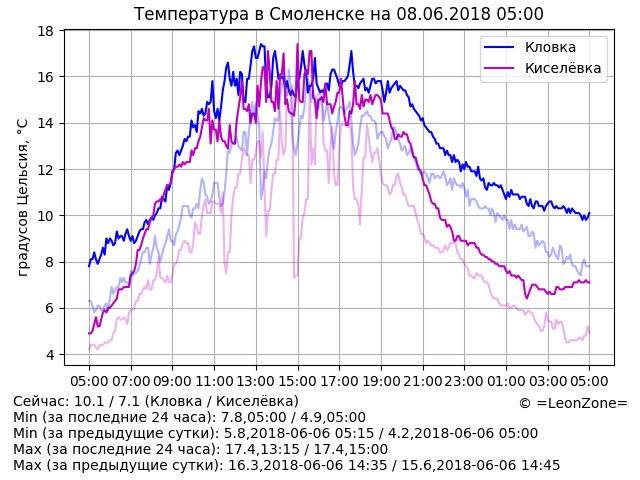 Температура в Смоленске на 08.06.2018 05:00
18
16
14
12
10
8
6
4
градусов Цельсия, °C
Кловка
Киселёвка
05:00 07:00 09:00 11:00 13:00 15:00 17:00 19:00 21:00 23:00 01:00 03:00 05:00
Сейчас: 10.1 / 7.1 (Кловка / Киселёвка)
© =LeonZone=
Min (за последние 24 часа): 7.8,05:00 / 4.9,05:00
Min (за предыдущие сутки): 5.8,2018-06-06 05:15 / 4.2,2018-06-06 05:00
Max (за последние 24 часа): 17.4,13:15 / 17.4,15:00
Max (за предыдущие сутки): 16.3,2018-06-06 14:35 / 15.6,2018-06-06 14:45